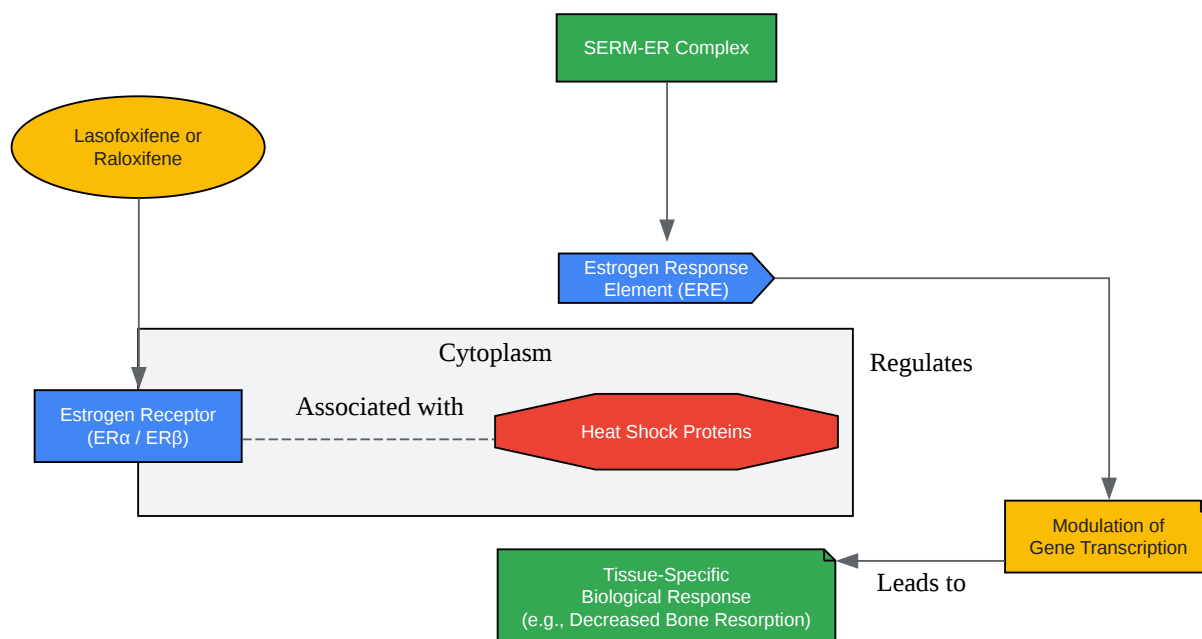 SERM-ER Complex
Lasofoxifene or
Raloxifene
Estrogen Response
Element (ERE)
Cytoplasm
Regulates
Estrogen Receptor
(ERα / ERβ)
Associated with
Heat Shock Proteins
Modulation of
Gene Transcription
Leads to
Tissue-Specific
Biological Response
(e.g., Decreased Bone Resorption)